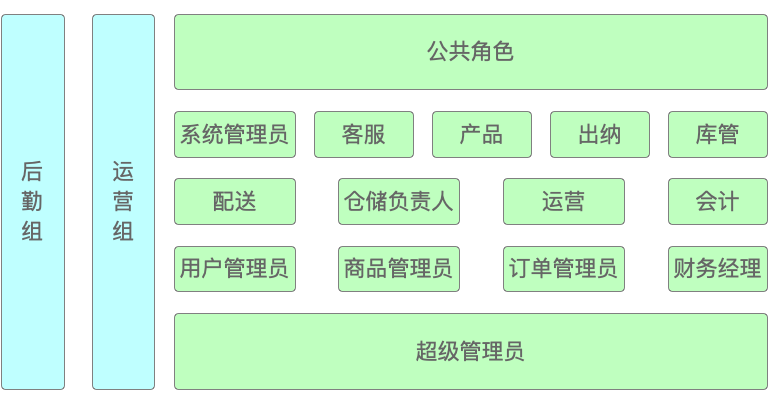 后勤组
运营组
公共角色
系统管理员
客服
产品
出纳
库管
配送
仓储负责人
运营
会计
用户管理员
商品管理员
订单管理员
财务经理
超级管理员